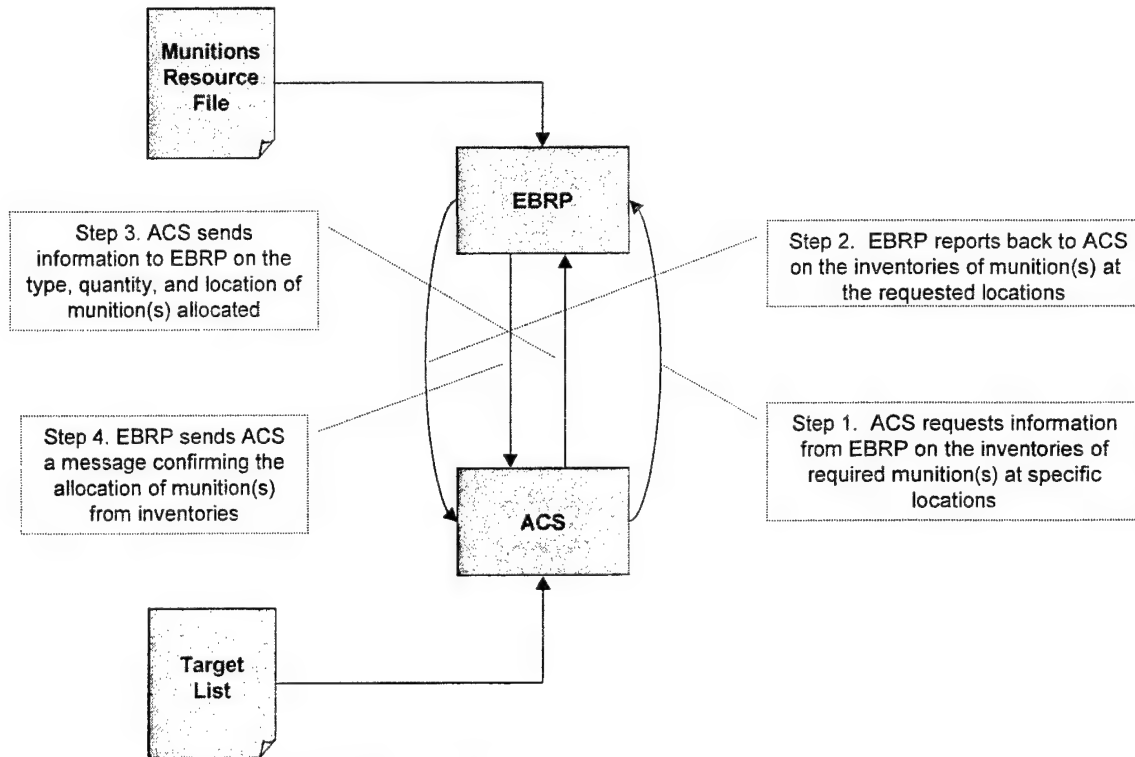 Munitions
Resource
File
EBRP
Step 3. ACS sends
information to EBRP on the
type, quantity, and location of
munition(s) allocated
Step 2. EBRP reports back to ACS
on the inventories of munition(s) at
the requested locations
Step 4. EBRP sends ACS
a message confirming the
allocation of munition(s)
from inventories
Step 1. ACS requests information
from EBRP on the inventories of
required munition(s) at specific
locations
ACS
Target
List